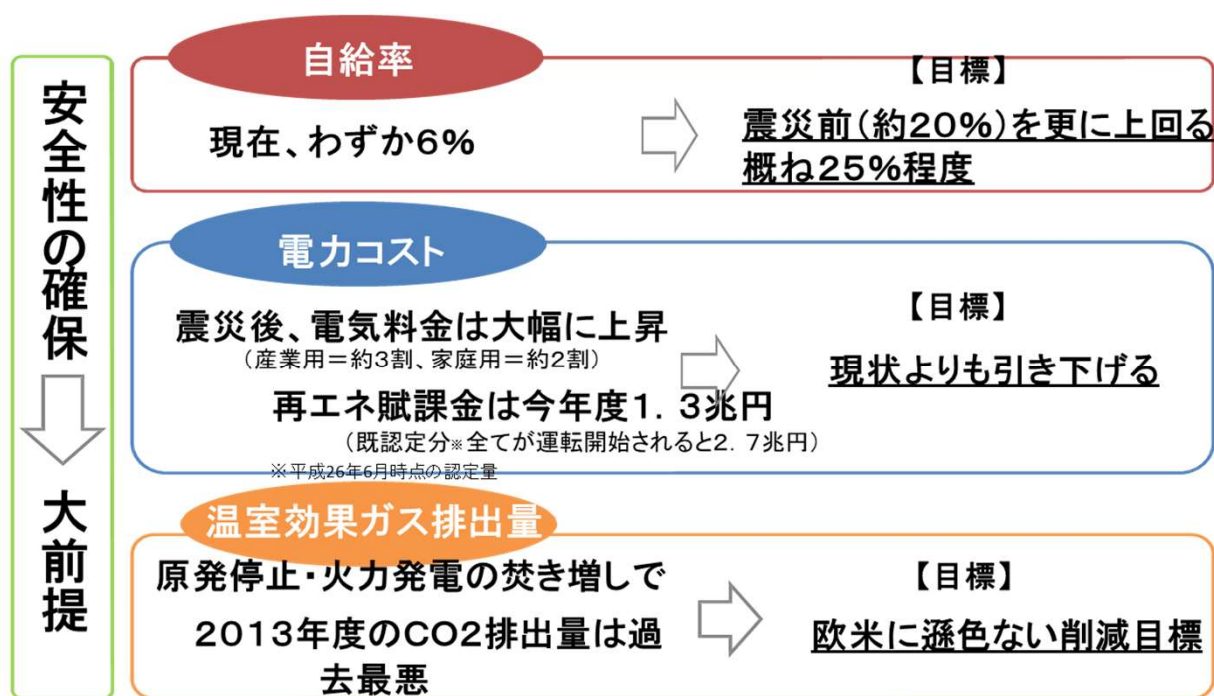 安全性の確保
大前提
自給率
現在、わずか6%
【目標】
震災前(約20%)を更に上回る
概ね25%程度
電力コスト
震災後、電気料金は大幅に上昇
(産業用=約3割、家庭用=約2割)
再エネ賦課金は今年度1.3兆円
(既認定分※全てが運転開始されると2.7兆円)
※平成26年6月時点の認定量
【目標】
現状よりも引き下げる
温室効果ガス排出量
原発停止・火力発電の焚き増しで
2013年度のCO2排出量は過
去最悪
【目標】
欧米に遜色ない削減目標